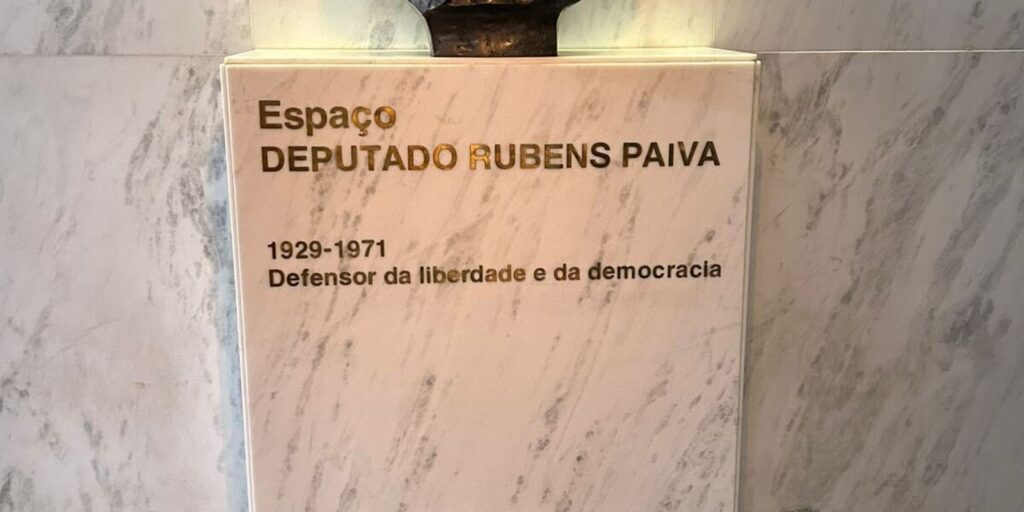 Espaço
DEPUTADO RUBENS PAIVA
1929-1971
Defensor da liberdade e da democracia